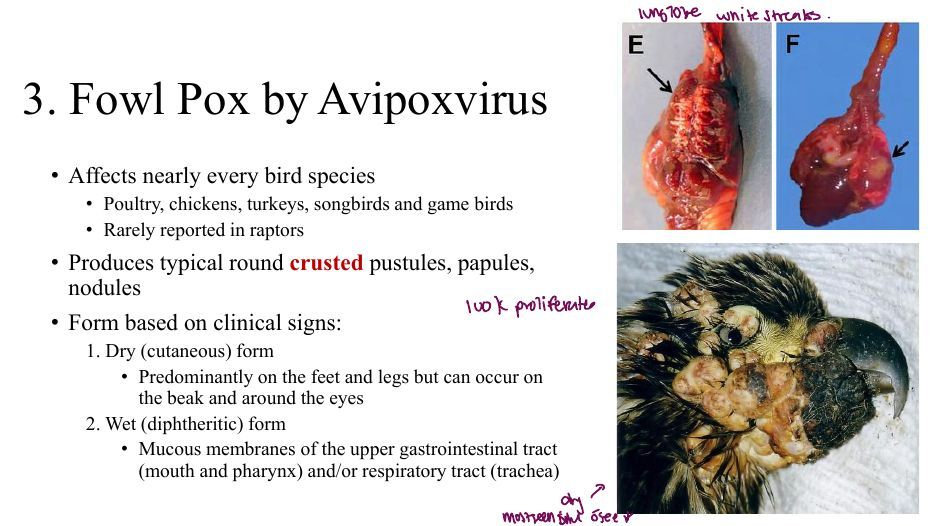 lung lobe white streaks.
E
F
3. Fowl Pox by Avipoxvirus
• Affects nearly every bird species
• Poultry, chickens, turkeys, songbirds and game birds
• Rarely reported in raptors
• Produces typical round crusted pustules, papules,
nodules
look proliferated
• Form based on clinical signs:
1. Dry (cutaneous) form
• Predominantly on the feet and legs but can occur on
the beak and around the eyes
2. Wet (diphtheritic) form
• Mucous membranes of the upper gastrointestinal tract
(mouth and pharynx) and/or respiratory tract (trachea)
dry